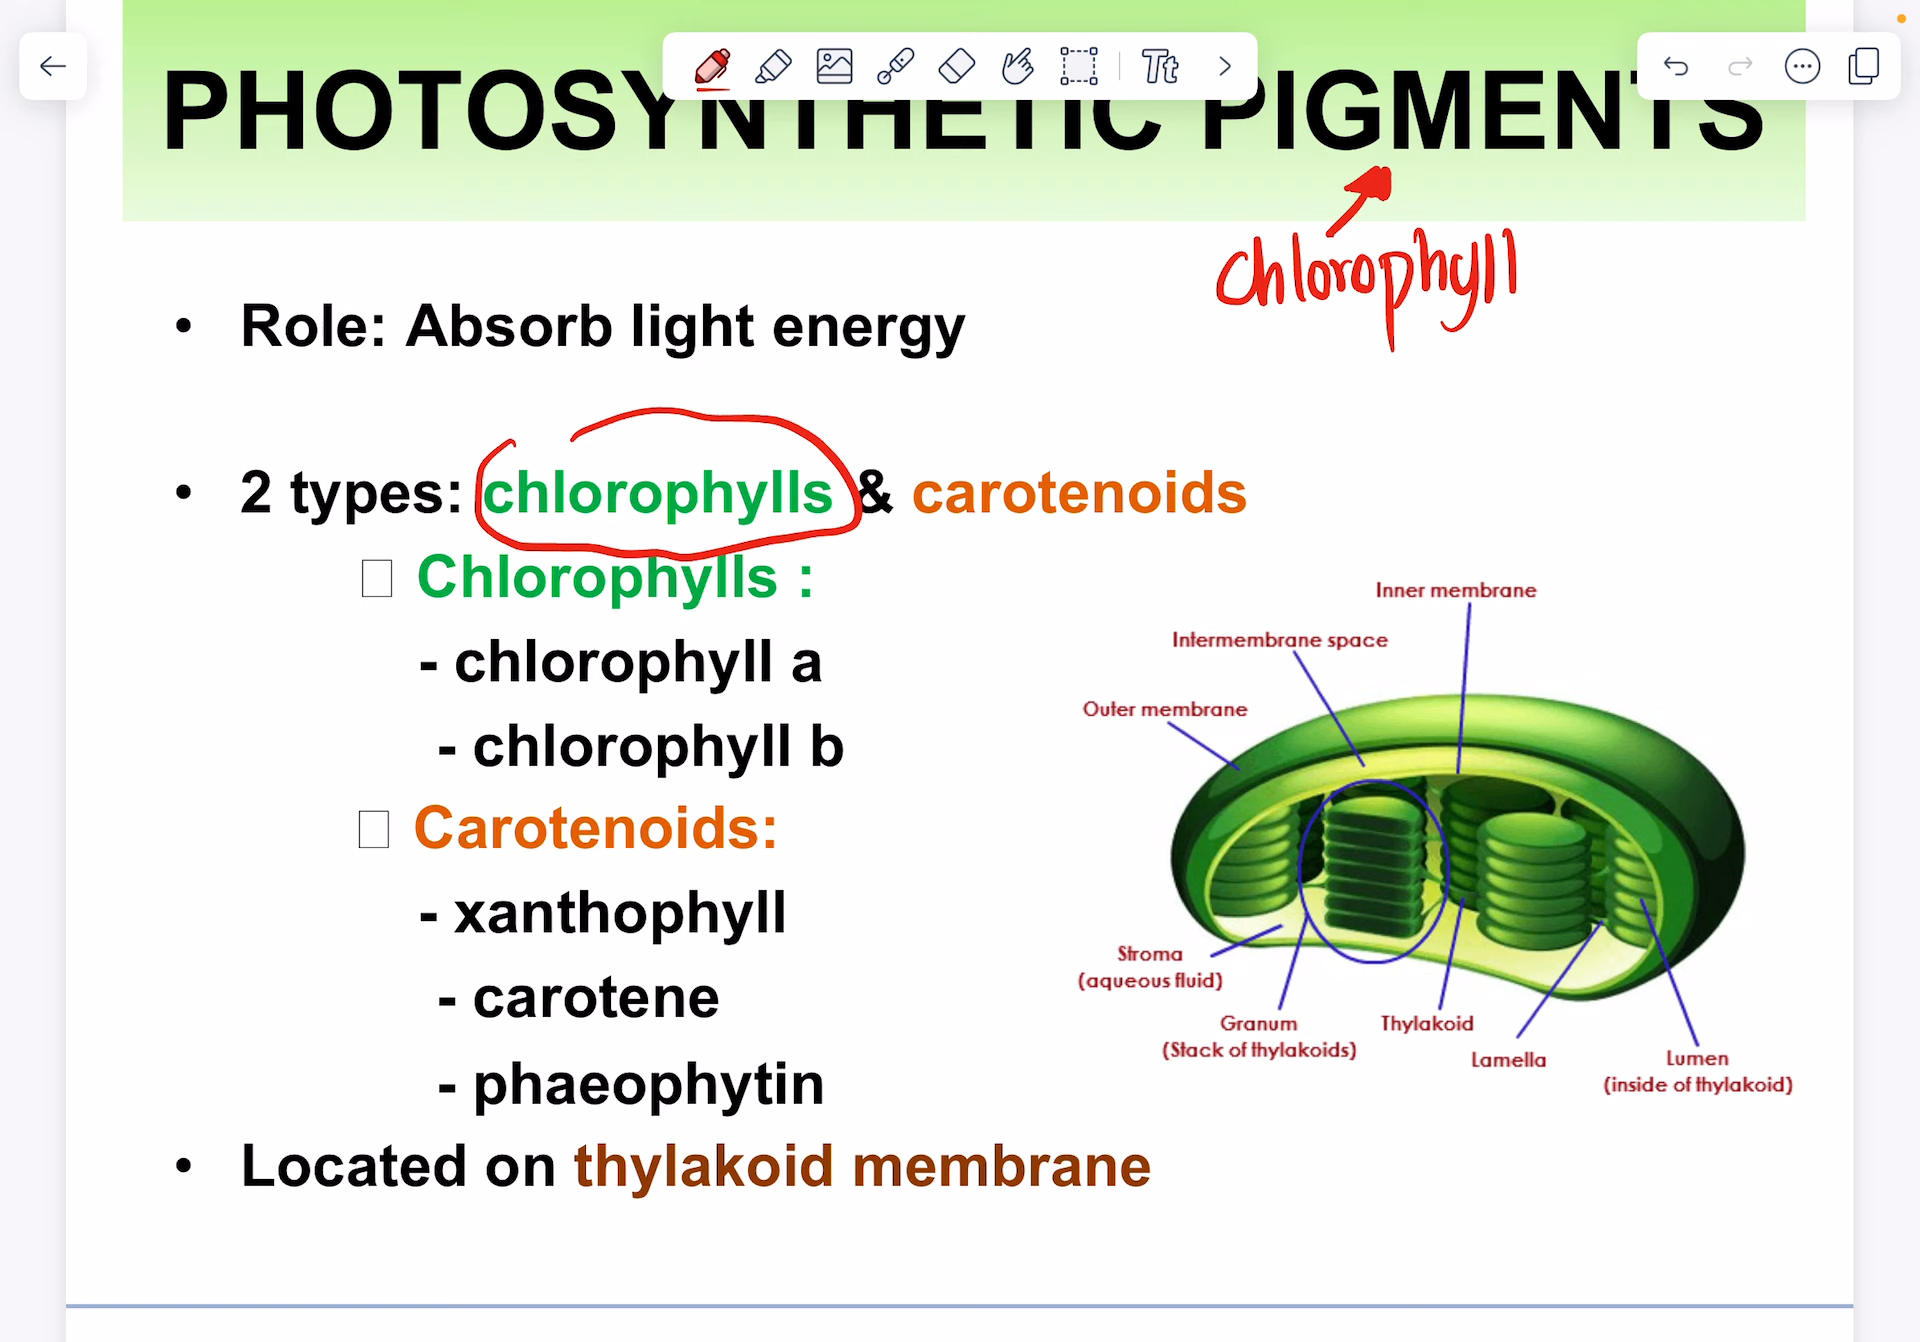 Tt
PHOTOSYNTHETIC PIGMENTS
chlorophyll
• Role: Absorb light energy
• 2 types: chlorophylls & carotenoids
Chlorophylls :
- chlorophyll a
- chlorophyll b
Carotenoids:
- xanthophyll
- carotene
- phaeophytin
• Located on thylakoid membrane
Inner membrane
Intermembrane space
Outer membrane
Stroma
(aqueous fluid)
Granum
(Stack of thylakoids)
Thylakoid
Lamella
Lumen
(inside of thylakoid)